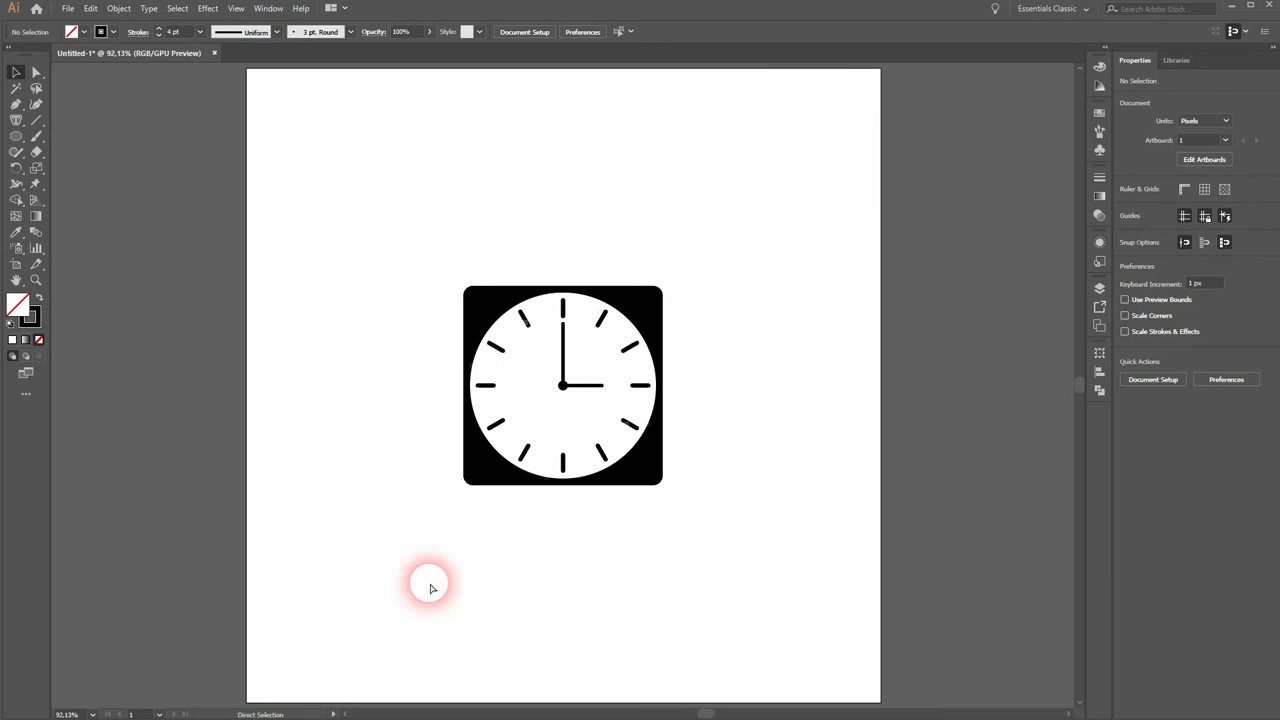 Ai File Edit Object Type Select Effect View Window Help Essentials Classic Search Adobe Stock
No Selection Stroke: 4 pt Uniform 3 pt. Round Opacity: 100% Style: Document Setup Preferences
Untitled-1* @ 92,13% (RGB/GPU Preview)
Properties Libraries
No Selection
Document
Units: Pixels
Artboard: 1
Edit Artboards
Ruler & Grids
Guides
Snap Options
Preferences
Keyboard Increment: 1 px
Use Preview Bounds
Scale Corners
Scale Strokes & Effects
Quick Actions
Document Setup Preferences
92,13% 1 Direct Selection